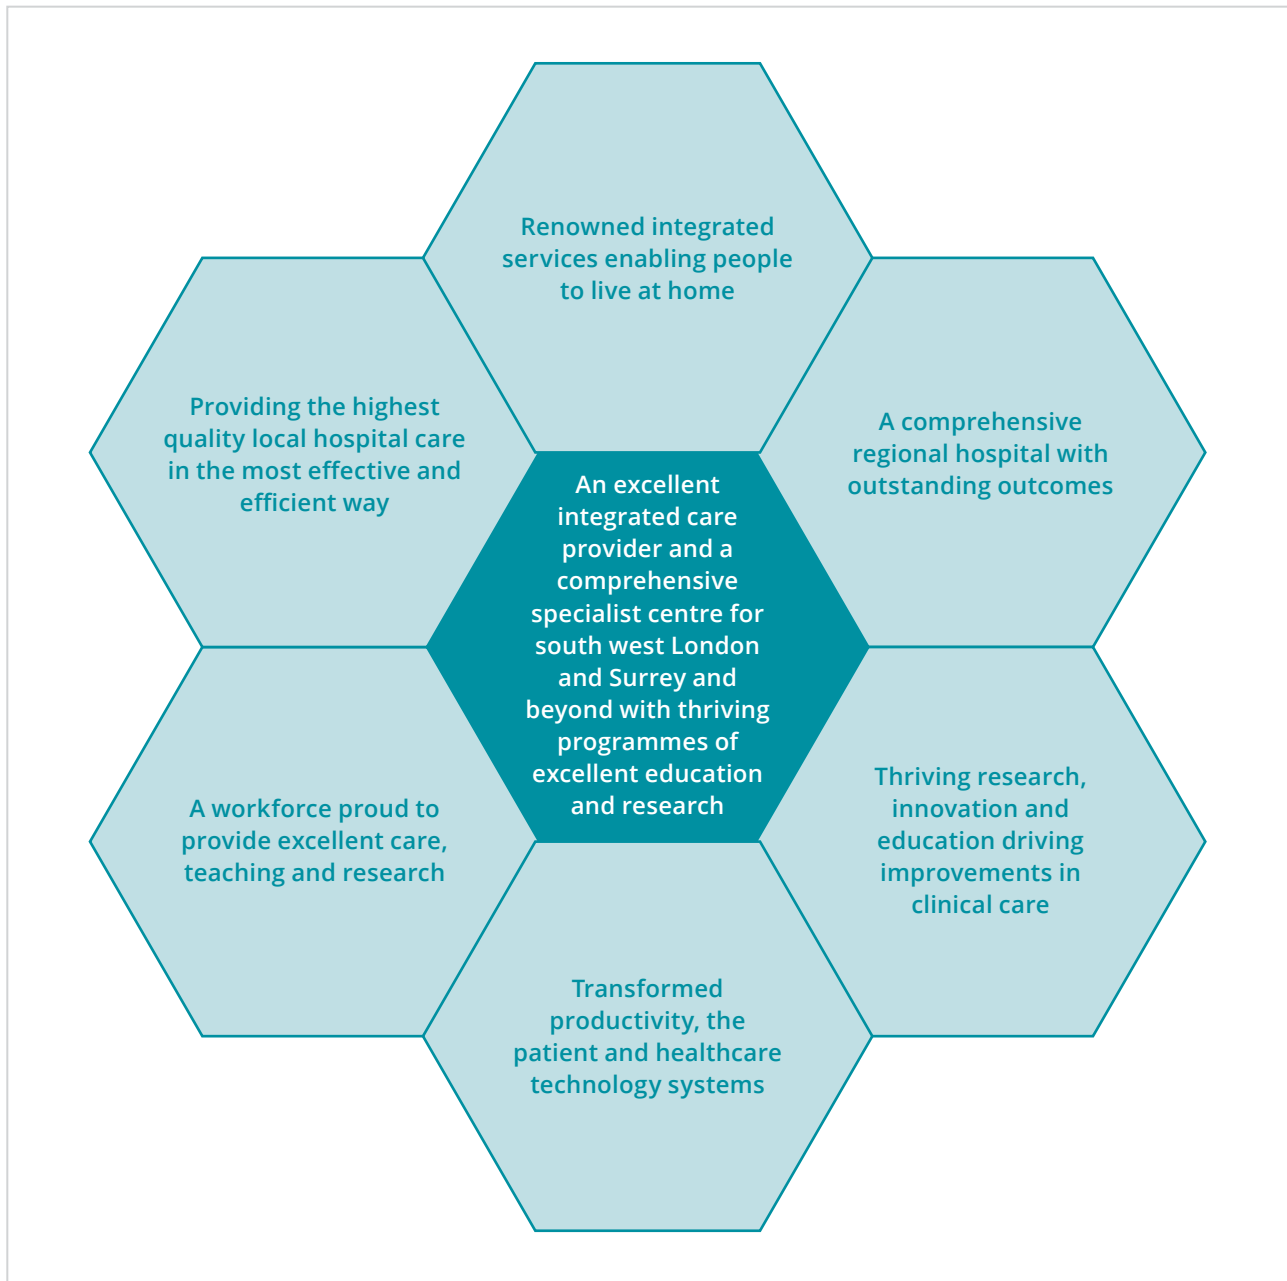 Renowned integrated
services enabling people
to live at home
Providing the highest
quality local hospital care
in the most effective and
efficient way
A comprehensive
regional hospital with
outstanding outcomes
An excellent
integrated care
provider and a
comprehensive
specialist centre for
south west London
and Surrey and
beyond with thriving
programmes of
excellent education
and research
A workforce proud to
provide excellent care,
teaching and research
Thriving research,
innovation and
education driving
improvements in
clinical care
Transformed
productivity, the
patient and healthcare
technology systems